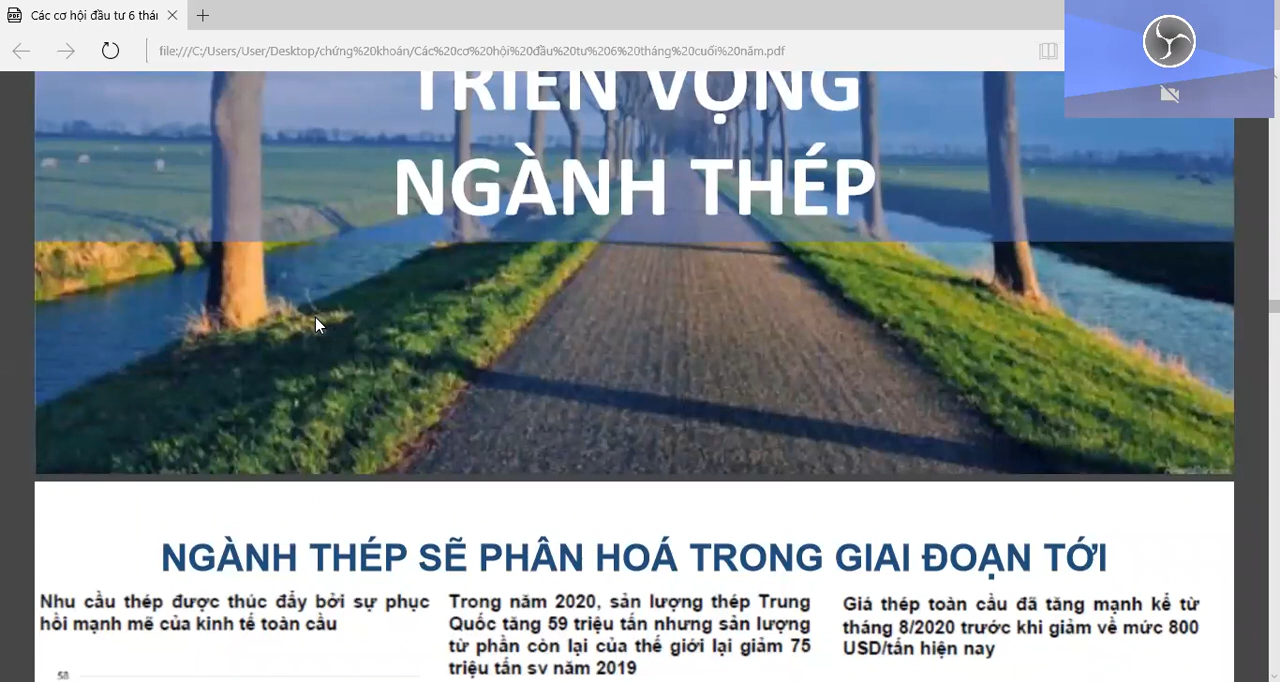 Các cơ hội đầu tư 6 thán
file:///C:/Users/User/Desktop/chứng%20khoán/Các%20cơ%20hội%20đầu%20tư%206%20tháng%20cuối%20năm.pdf
TRIỂN VỌNG
NGÀNH THÉP
NGÀNH THÉP SẼ PHÂN HOÁ TRONG GIAI ĐOẠN TỚI
Nhu cầu thép được thúc đẩy bởi sự phục
hồi mạnh mẽ của kinh tế toàn cầu
Trong năm 2020, sản lượng thép Trung
Quốc tăng 59 triệu tấn nhưng sản lượng
từ phần còn lại của thế giới lại giảm 75
triệu tấn sv năm 2019
Giá thép toàn cầu đã tăng mạnh kể từ
tháng 8/2020 trước khi giảm về mức 800
USD/tấn hiện nay
58